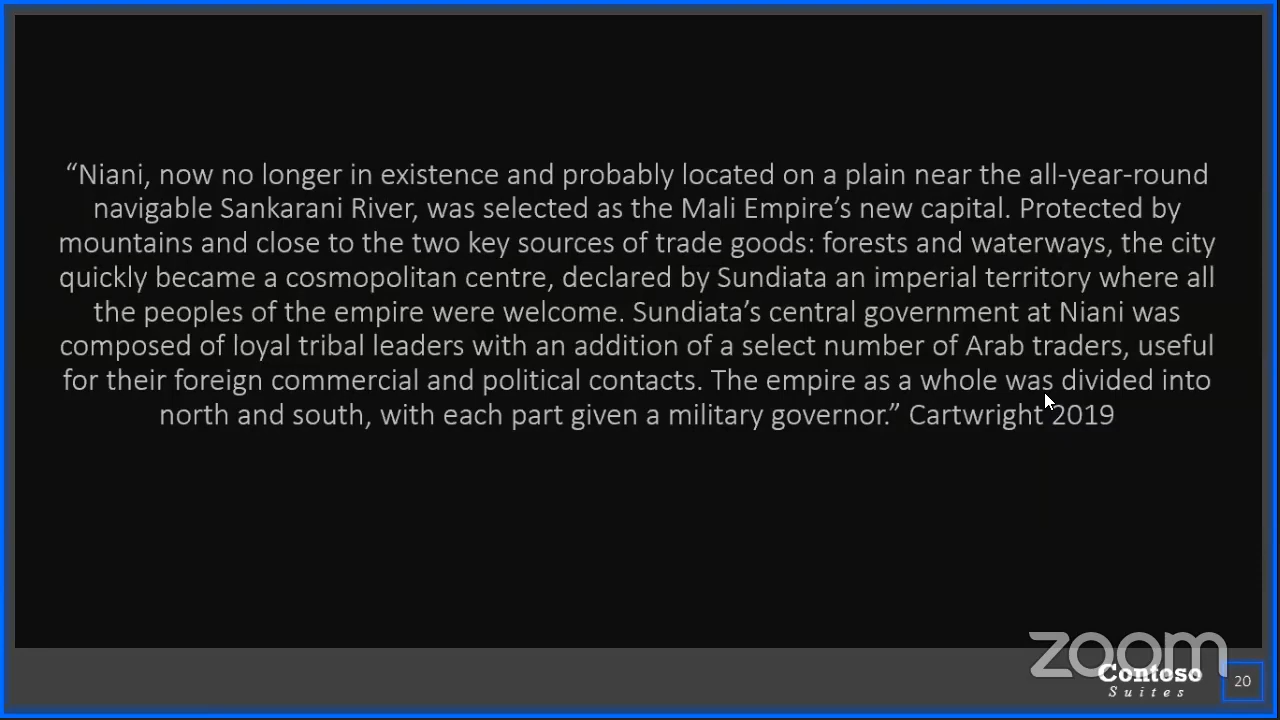 “Niani, now no longer in existence and probably located on a plain near the all-year-round
navigable Sankarani River, was selected as the Mali Empire’s new capital. Protected by
mountains and close to the two key sources of trade goods: forests and waterways, the city
quickly became a cosmopolitan centre, declared by Sundiata an imperial territory where all
the peoples of the empire were welcome. Sundiata’s central government at Niani was
composed of loyal tribal leaders with an addition of a select number of Arab traders, useful
for their foreign commercial and political contacts. The empire as a whole was divided into
north and south, with each part given a military governor.” Cartwright 2019
zoom
Contoso
Suites
20